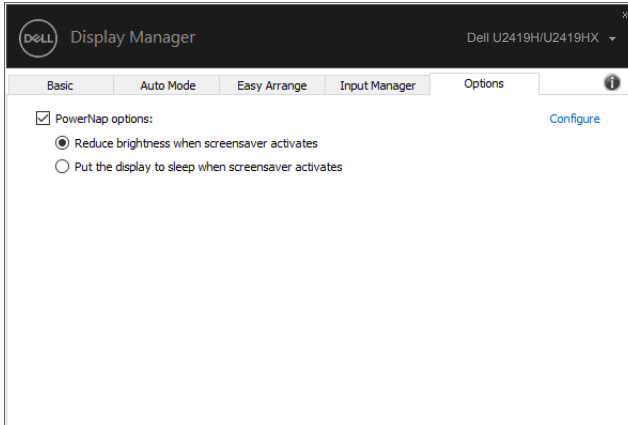 x
DELL
Display Manager
Dell U2419H/U2419HX
Basic
Auto Mode
Easy Arrange
Input Manager
Options
i
PowerNap options:
Configure
Reduce brightness when screensaver activates
Put the display to sleep when screensaver activates